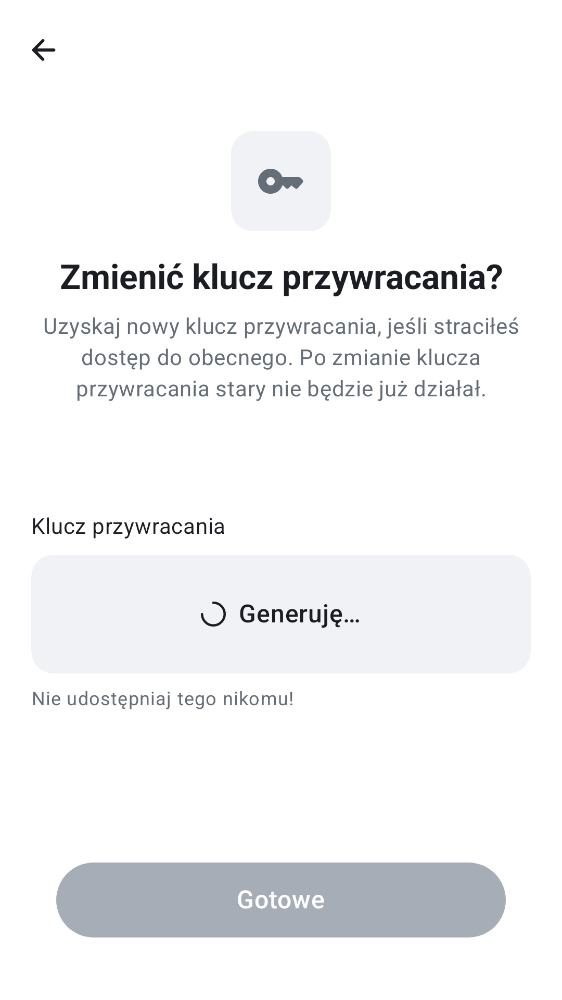 Zmienić klucz przywracania?
Uzyskaj nowy klucz przywracania, jeśli straciłeś
dostęp do obecnego. Po zmianie klucza
przywracania stary nie będzie już działał.
Klucz przywracania
Generuję…
Nie udostępniaj tego nikomu!
Gotowe